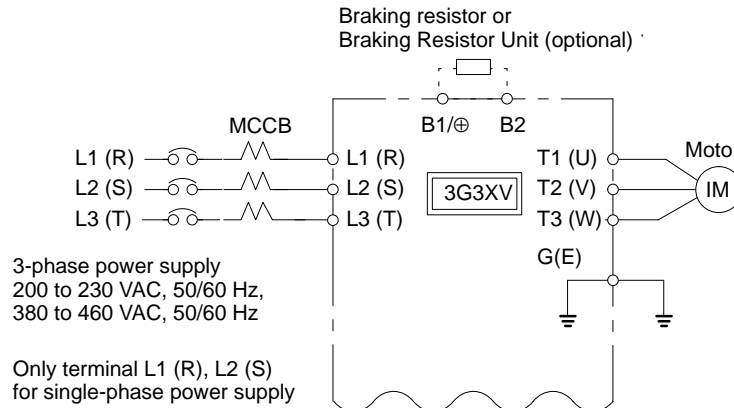 Braking resistor or
Braking Resistor Unit (optional)
B1/⊕ B2
MCCB
L1 (R) L1 (R) T1 (U) Moto
L2 (S) L2 (S) 3G3XV T2 (V) IM
L3 (T) L3 (T) T3 (W)
G(E)
3-phase power supply
200 to 230 VAC, 50/60 Hz,
380 to 460 VAC, 50/60 Hz
Only terminal L1 (R), L2 (S)
for single-phase power supply